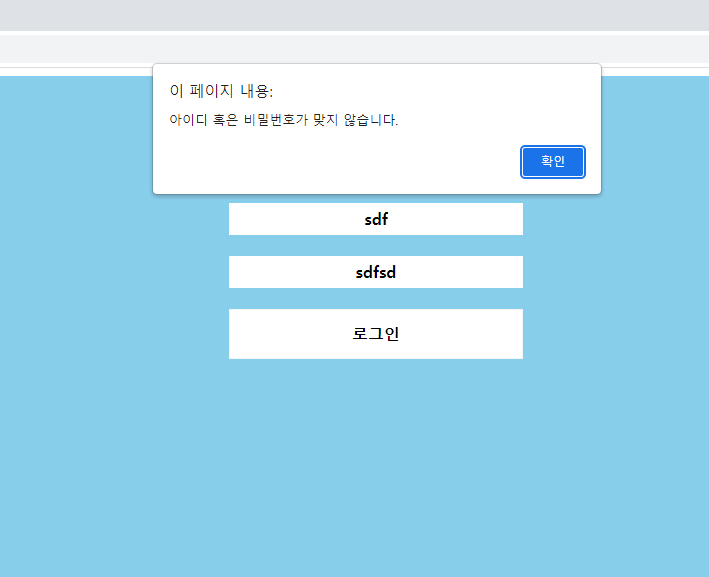 이 페이지 내용:
아이디 혹은 비밀번호가 맞지 않습니다.
확인
sdf
sdfsd
로그인